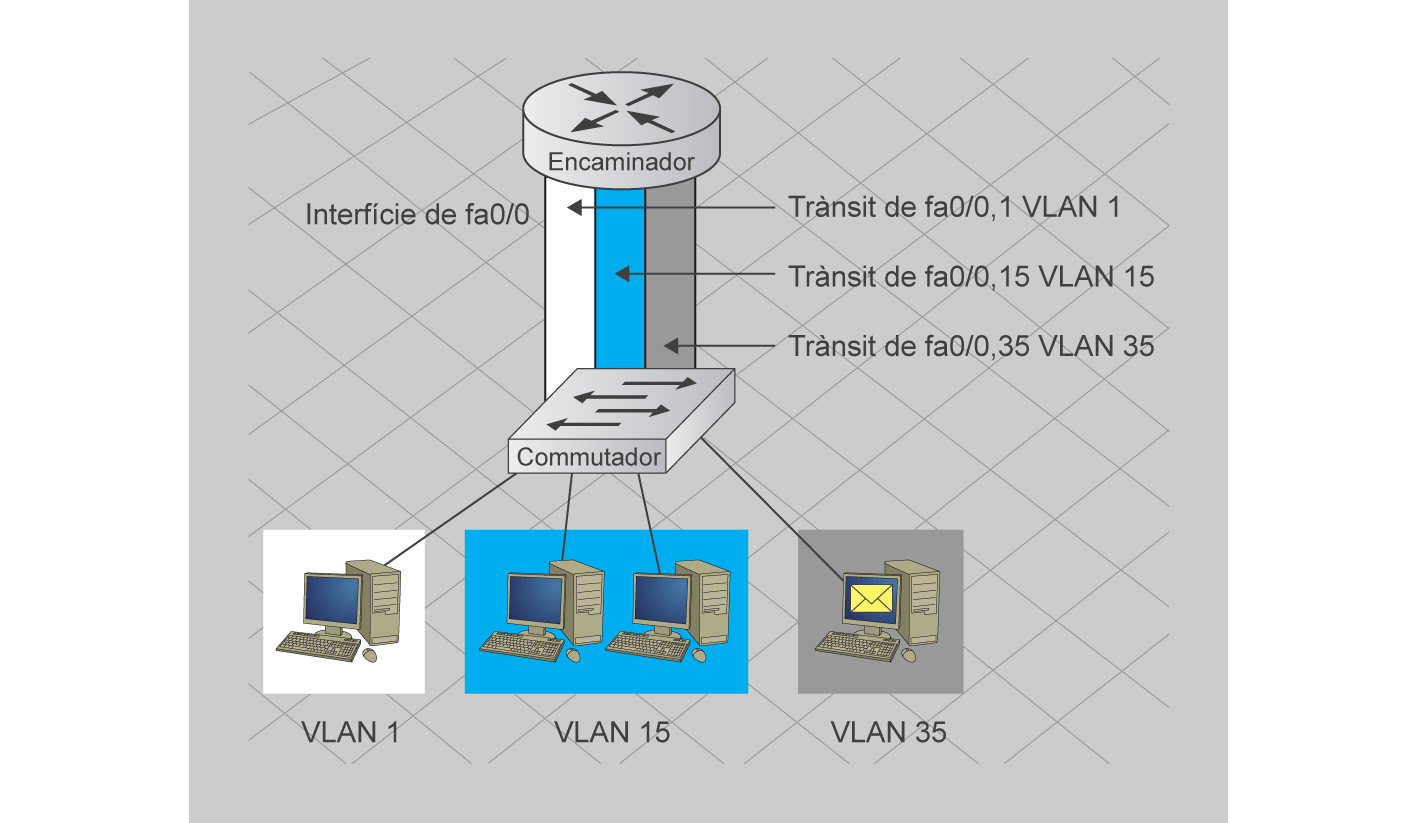 Encaminador
Interfície de fa0/0
Trànsit de fa0/0,1 VLAN 1
Trànsit de fa0/0,15 VLAN 15
Trànsit de fa0/0,35 VLAN 35
Commutador
VLAN 1
VLAN 15
VLAN 35